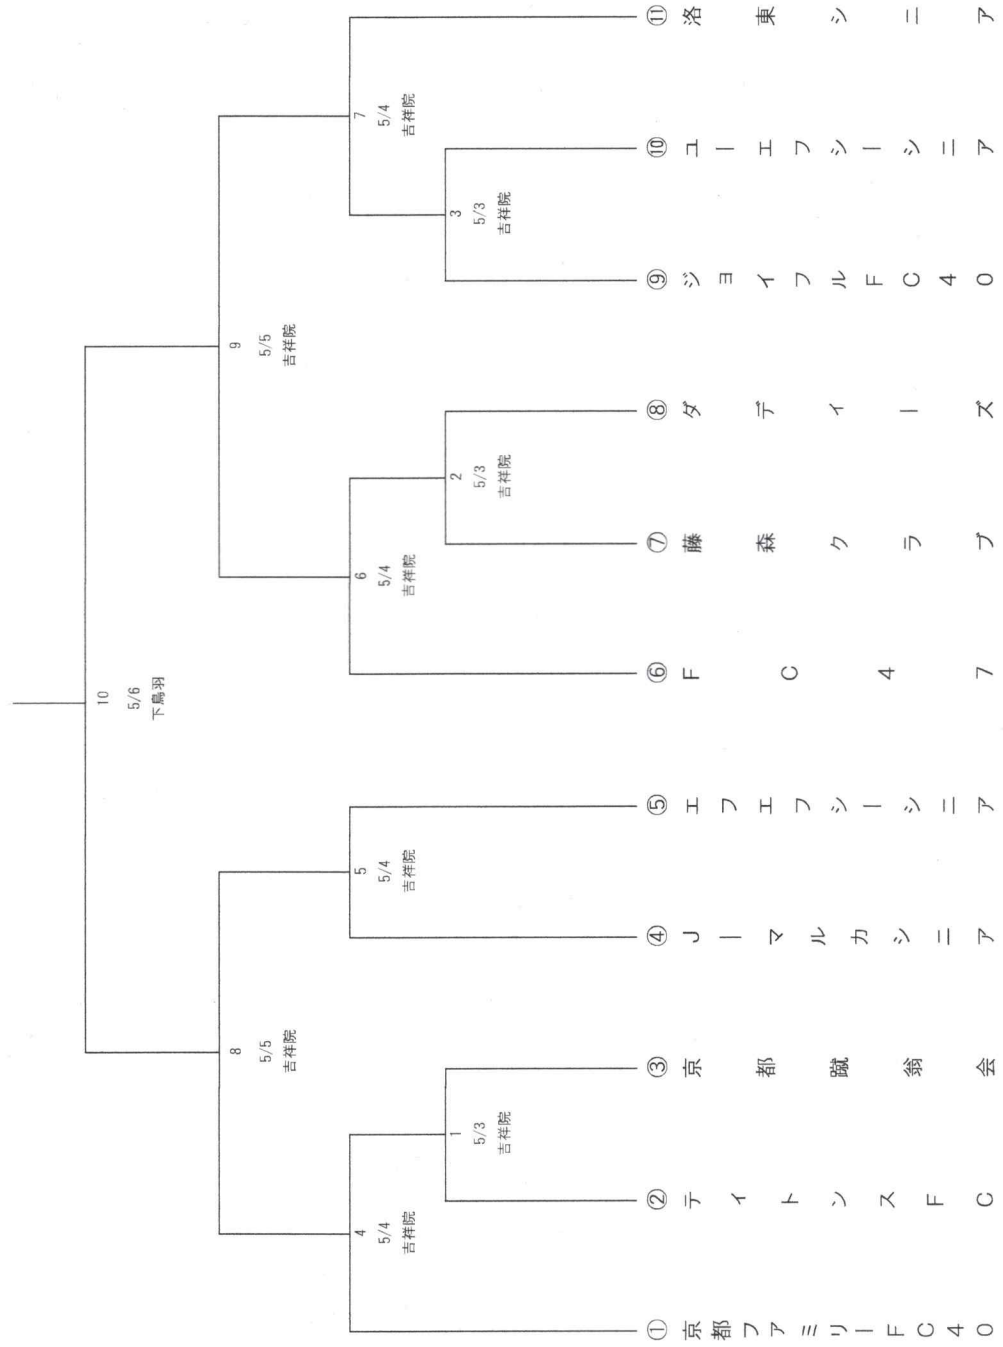 10
5/6
下鳥羽
8
5/5
吉祥院
9
5/5
吉祥院
4
5/4
吉祥院
5
5/4
吉祥院
6
5/4
吉祥院
7
5/4
吉祥院
1
5/3
吉祥院
2
5/3
吉祥院
3
5/3
吉祥院
① 京都ファミリーFC40
② ティトンスFC
③ 京都蹴翁会
④ Jーマルカシニア
⑤ エフエフシーシニア
⑥ FC47
⑦ 藤森クラブ
⑧ ダディーズ
⑨ ジョイフルFC40
⑩ ユーエフシーシニア
⑪ 洛東シニア